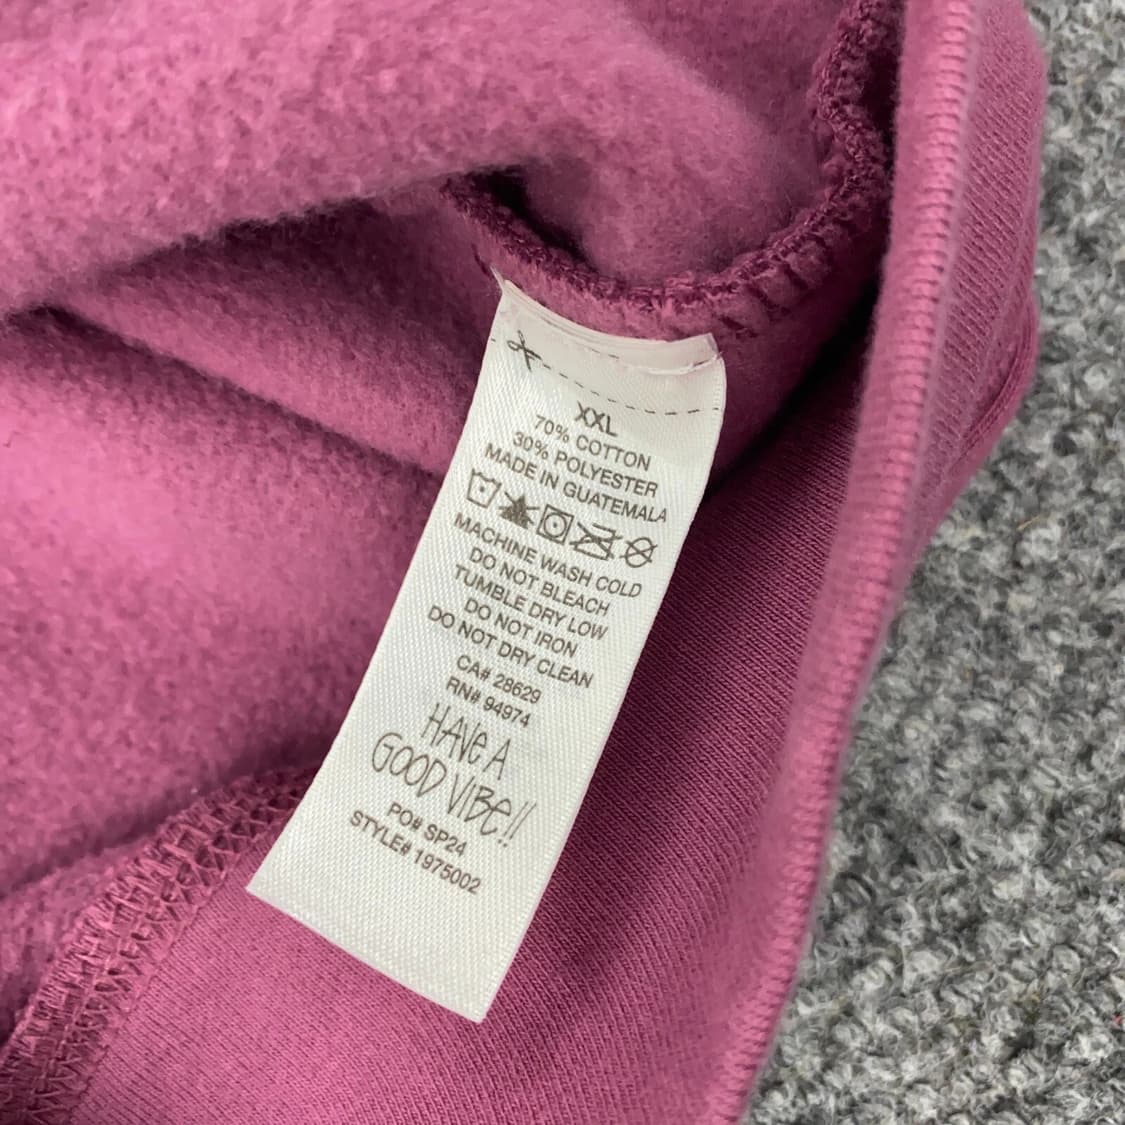 XXL
70% COTTON
30% POLYESTER
MADE IN GUATEMALA
MACHINE WASH COLD
DO NOT BLEACH
TUMBLE DRY LOW
DO NOT IRON
DO NOT DRY CLEAN
CA# 28629
RN# 94974
HAVe A
GOOD VIBe!!
PO# SP24
STYLE# 1975002